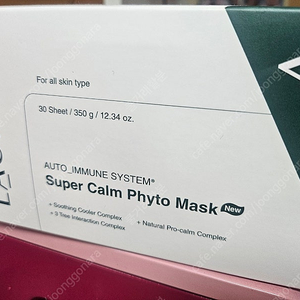 For all skin type
30 Sheet / 350 g / 12.34 oz.
AUTO_IMMUNE SYSTEM®
Super Calm Phyto Mask New
+ Soothing Cooler Complex
+ 3 Tree Interaction Complex
+ Natural Pro-calm Complex